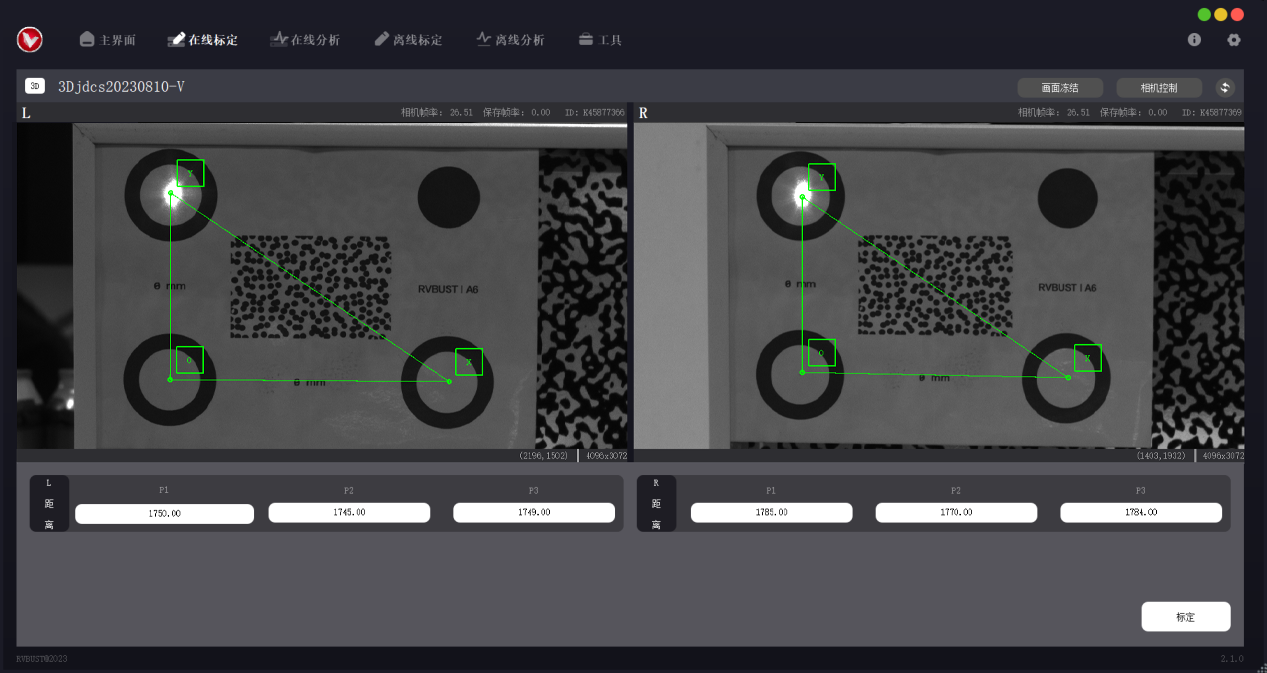 主界面 在线标定 在线分析 离线标定 离线分析 工具
3D 3Djdcs20230810-V 画面冻结 相机控制
L 相机帧率: 26.51 保存帧率: 0.00 ID: K45877366
R 相机帧率: 26.51 保存帧率: 0.00 ID: K45877369
Y
θ mm
RVBUST | A6
O
X
θ mm
(2196,1502) 4096x3072
Y
θ mm
RVBUST | A6
O
X
θ mm
(1403,1932) 4096x3072
L距离
P1 P2 P3
1750.00 1745.00 1749.00
R距离
P1 P2 P3
1785.00 1770.00 1784.00
标定
RVBUST@2023
2.1.0